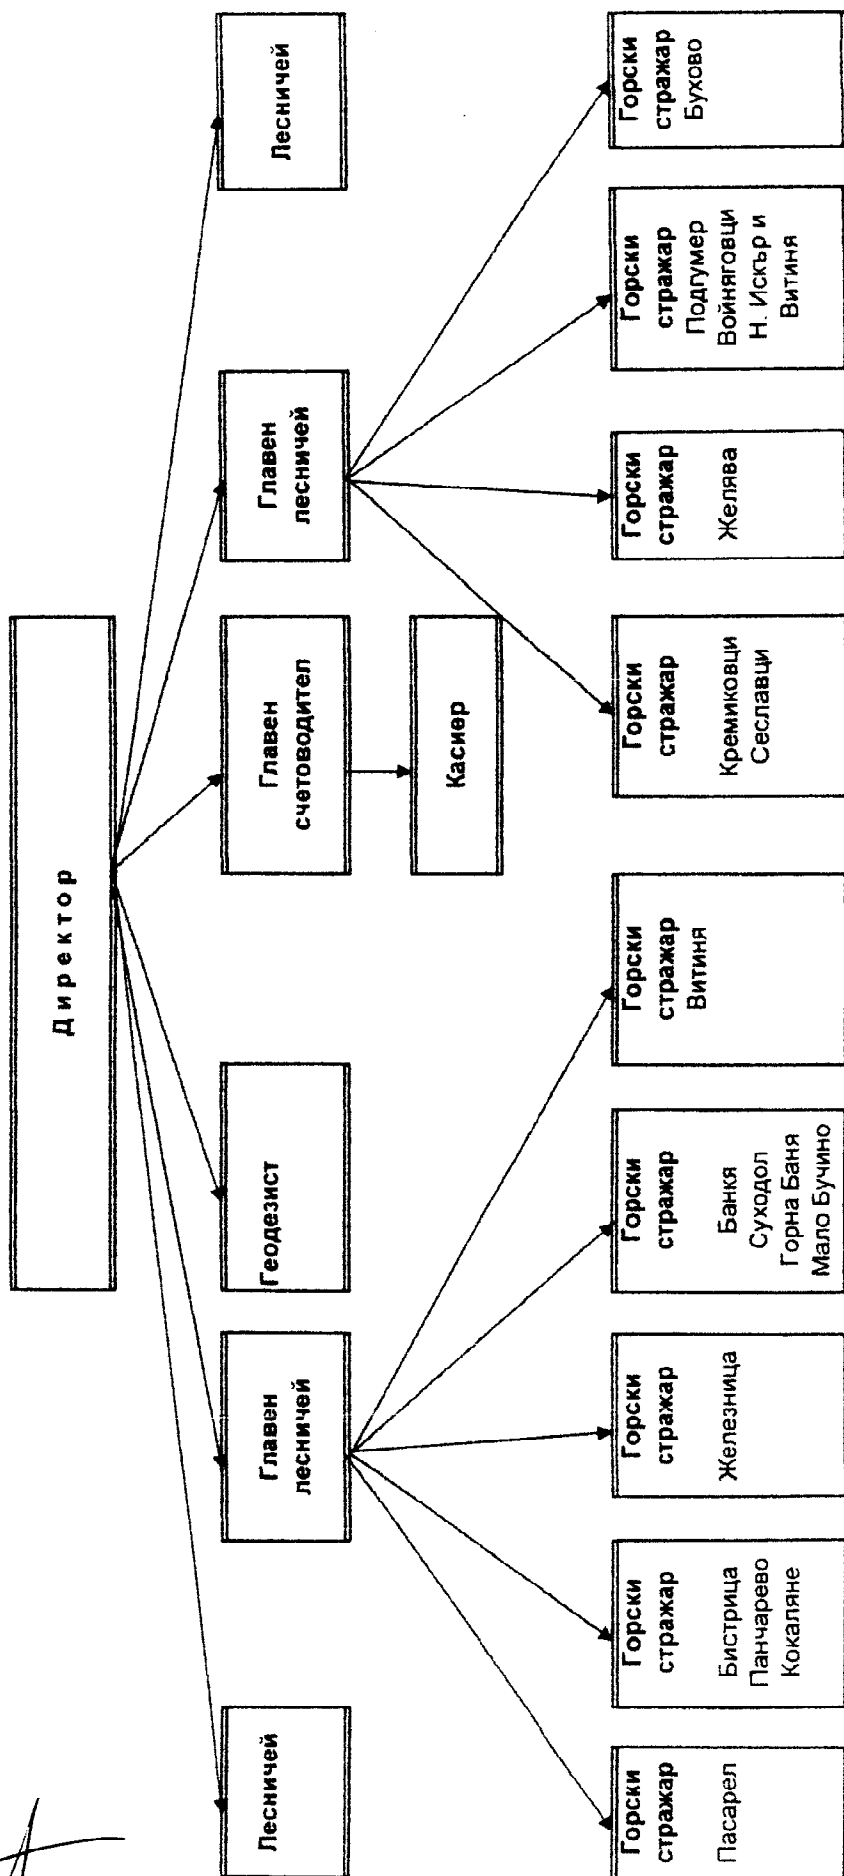 Директор
Лесничей
Главен
лесничей
Геодезист
Главен
счетоводител
Главен
лесничей
Лесничей
Касиер
Горски
стражар
Пасарел
Горски
стражар
Бистрица
Панчарево
Кокаляне
Горски
стражар
Железница
Горски
стражар
Банкя
Суходол
Горна Баня
Мало Бучино
Горски
стражар
Витиня
Горски
стражар
Кремиковци
Сеславци
Горски
стражар
Желява
Горски
стражар
Подгумер
Войняговци
Н. Искър и
Витиня
Горски
стражар
Бухово